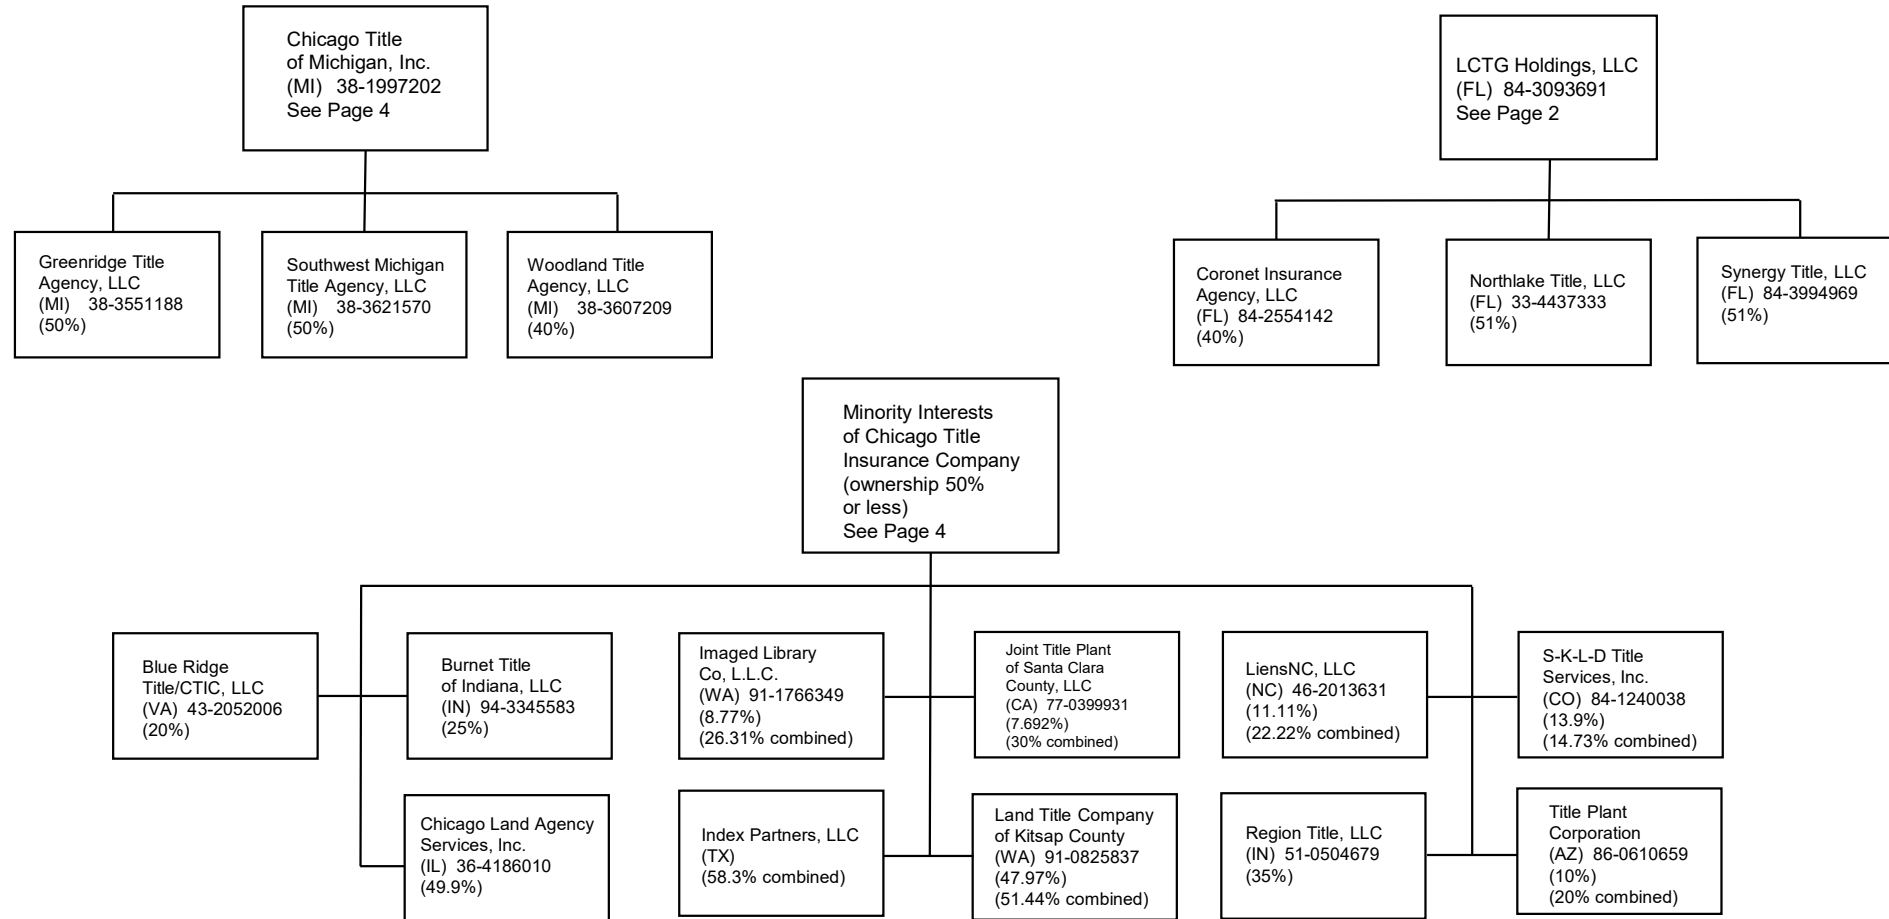 Chicago Title
of Michigan, Inc.
(MI) 38-1997202
See Page 4
LCTG Holdings, LLC
(FL) 84-3093691
See Page 2
Greenridge Title
Agency, LLC
(MI) 38-3551188
(50%)
Southwest Michigan
Title Agency, LLC
(MI) 38-3621570
(50%)
Woodland Title
Agency, LLC
(MI) 38-3607209
(40%)
Coronet Insurance
Agency, LLC
(FL) 84-2554142
(40%)
Northlake Title, LLC
(FL) 33-4437333
(51%)
Synergy Title, LLC
(FL) 84-3994969
(51%)
Minority Interests
of Chicago Title
Insurance Company
(ownership 50%
or less)
See Page 4
Blue Ridge
Title/CTIC, LLC
(VA) 43-2052006
(20%)
Burnet Title
of Indiana, LLC
(IN) 94-3345583
(25%)
Imaged Library
Co, L.L.C.
(WA) 91-1766349
(8.77%)
(26.31% combined)
Joint Title Plant
of Santa Clara
County, LLC
(CA) 77-0399931
(7.692%)
(30% combined)
LiensNC, LLC
(NC) 46-2013631
(11.11%)
(22.22% combined)
S-K-L-D Title
Services, Inc.
(CO) 84-1240038
(13.9%)
(14.73% combined)
Chicago Land Agency
Services, Inc.
(IL) 36-4186010
(49.9%)
Index Partners, LLC
(TX)
(58.3% combined)
Land Title Company
of Kitsap County
(WA) 91-0825837
(47.97%)
(51.44% combined)
Region Title, LLC
(IN) 51-0504679
(35%)
Title Plant
Corporation
(AZ) 86-0610659
(10%)
(20% combined)